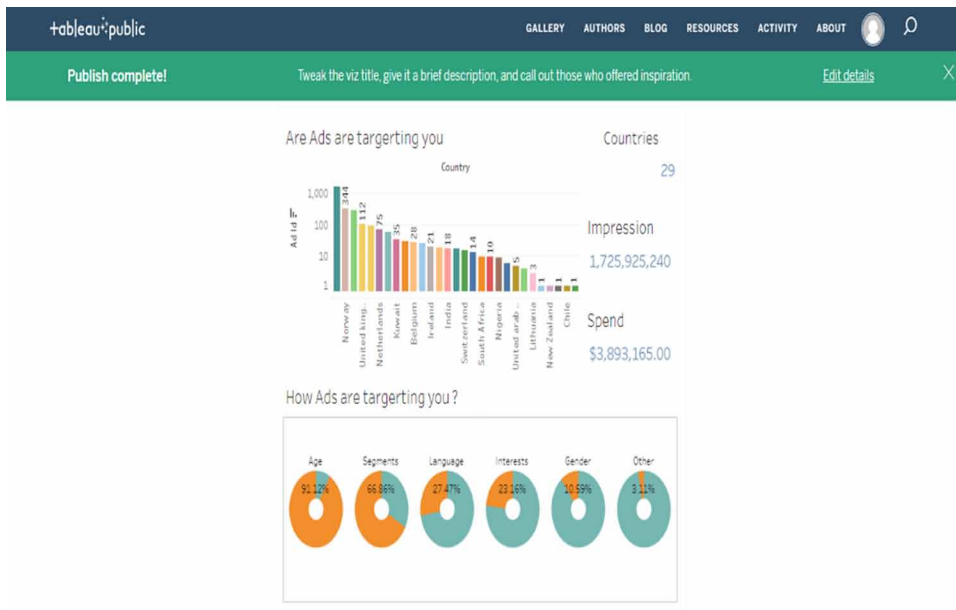 +ableau public
GALLERY AUTHORS BLOG RESOURCES ACTIVITY ABOUT
Publish complete! Tweak the viz title, give it a brief description, and call out those who offered inspiration. Edit details X
Are Ads are targerting you
Country
Ad Id
1,000
100
10
1
344
112
75
35
28
21
18
14
10
5
3
1
1
1
Norway
United king..
Netherlands
Kuwait
Belgium
Ireland
India
Switzerland
South Africa
Nigeria
United arab ..
Lithuania
New Zealand
Chile
Countries
29
Impression
1,725,925,240
Spend
$3,893,165.00
How Ads are targerting you ?
Age Segments Language Interests Gender Other
91.12% 66.86% 27.47% 23.16% 10.59% 3.11%